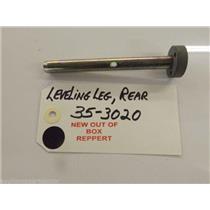 LEVELING LEG, REAR
35-3020
NEW OUT OF
BOX
REPPERT